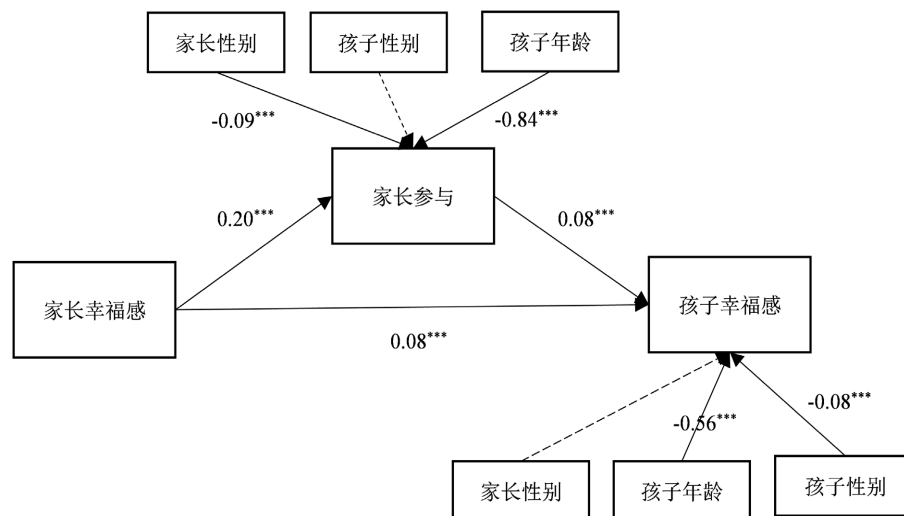 家长性别
孩子性别
孩子年龄
-0.09***
-0.84***
家长参与
0.20***
0.08***
家长幸福感
孩子幸福感
0.08***
-0.08***
-0.56***
家长性别
孩子年龄
孩子性别